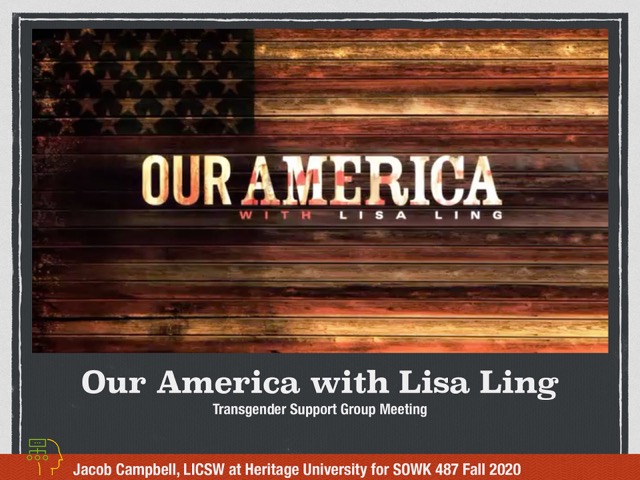 OUR AMERICA
WITH LISA LING
Our America with Lisa Ling
Transgender Support Group Meeting
Jacob Campbell, LICSW at Heritage University for SOWK 487 Fall 2020